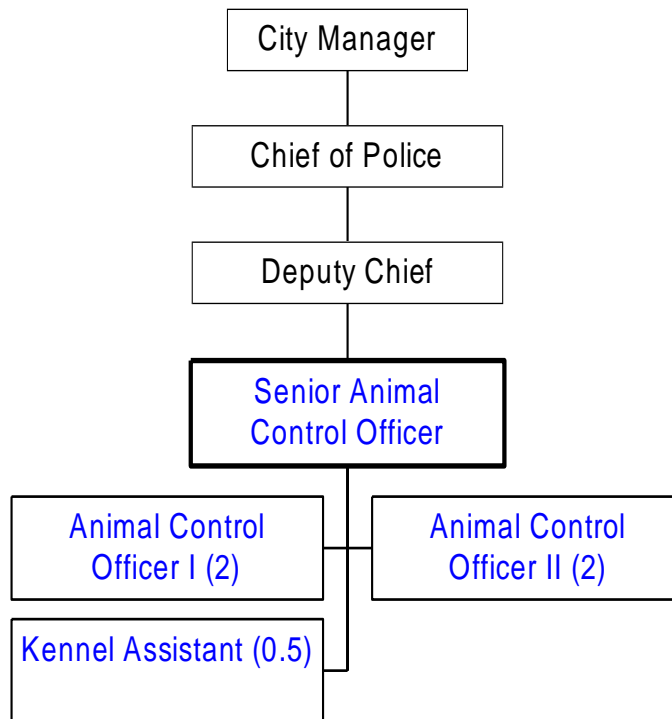 City Manager
Chief of Police
Deputy Chief
Senior Animal
Control Officer
Animal Control
Officer I (2)
Animal Control
Officer II (2)
Kennel Assistant (0.5)